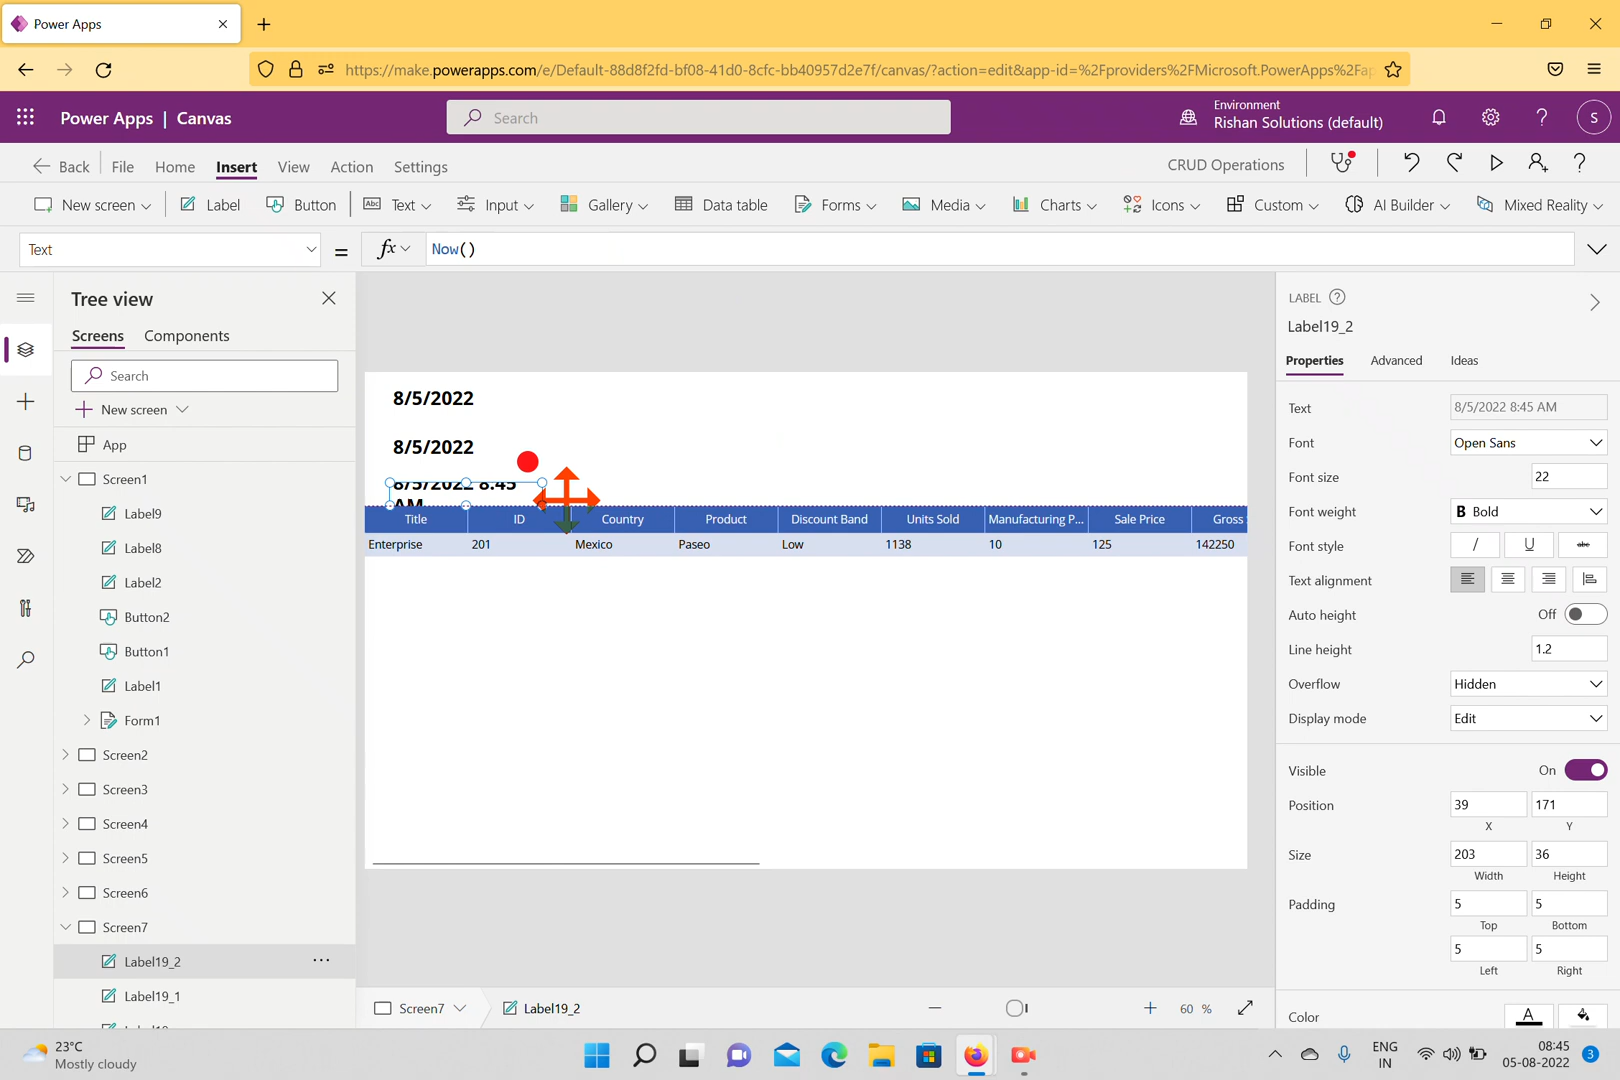 Power Apps
https://make.powerapps.com/e/Default-88d8f2fd-bf08-41d0-8cfc-bb40957d2e7f/canvas/?action=edit&app-id=%2Fproviders%2FMicrosoft.PowerApps%2Fap
Power Apps | Canvas
Search
Environment
Rishan Solutions (default)
S
Back File Home Insert View Action Settings
CRUD Operations
New screen Label Button Text Input Gallery Data table Forms Media Charts Icons Custom AI Builder Mixed Reality
Text = fx Now()
Tree view
Screens Components
Search
New screen
App
Screen1
Label9
Label8
Label2
Button2
Button1
Label1
Form1
Screen2
Screen3
Screen4
Screen5
Screen6
Screen7
Label19_2
Label19_1
8/5/2022
8/5/2022
8/5/2022 8:45
AM
Title ID Country Product Discount Band Units Sold Manufacturing P... Sale Price Gross
Enterprise 201 Mexico Paseo Low 1138 10 125 142250
Screen7 Label19_2
60 %
LABEL
Label19_2
Properties Advanced Ideas
Text 8/5/2022 8:45 AM
Font Open Sans
Font size 22
Font weight B Bold
Font style / U abc
Text alignment
Auto height Off
Line height 1.2
Overflow Hidden
Display mode Edit
Visible On
Position 39 171
X Y
Size 203 36
Width Height
Padding 5 5
Top Bottom
5 5
Left Right
Color A
23°C
Mostly cloudy
ENG
IN
08:45
05-08-2022
3